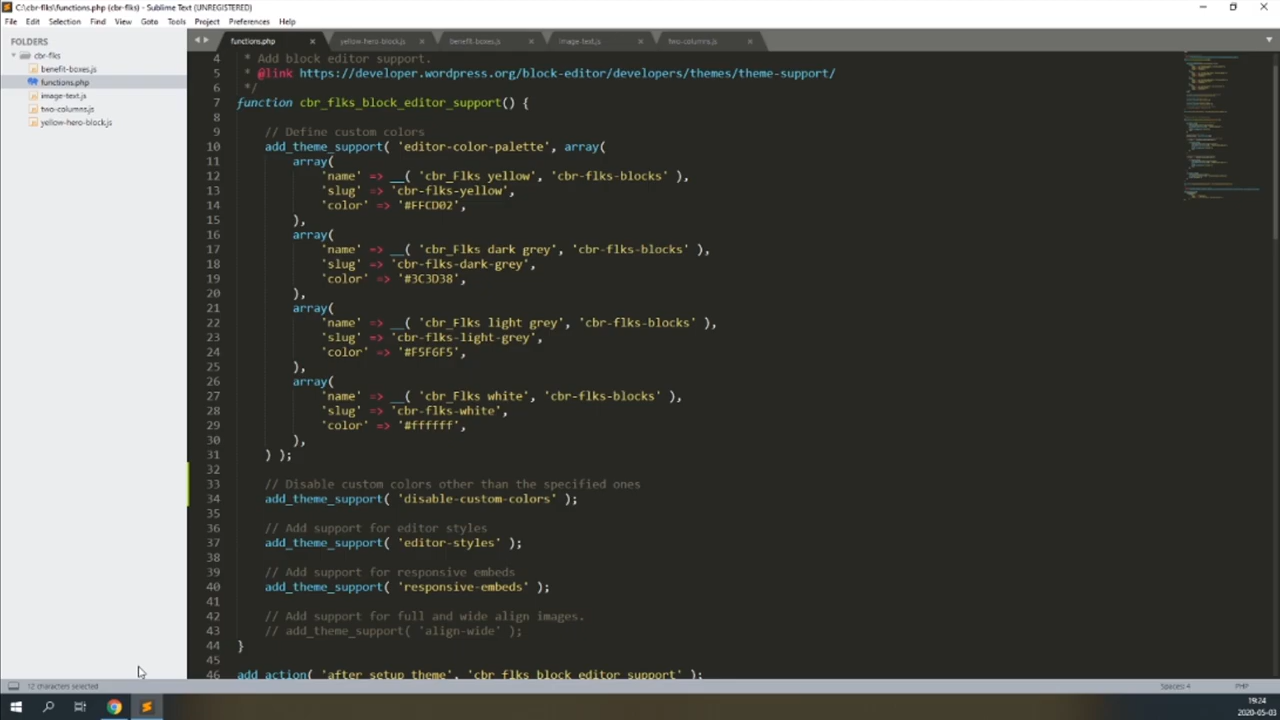 C:\cbr-flks\functions.php (cbr-flks) - Sublime Text (UNREGISTERED)
File Edit Selection Find View Goto Tools Project Preferences Help
FOLDERS
cbr-flks
benefit-boxes.js
functions.php
image-text.js
two-columns.js
yellow-hero-block.js
functions.php × yellow-hero-block.js × benefit-boxes.js × image-text.js × two-columns.js ×
4 * Add block editor support.
5 * @link https://developer.wordpress.org/block-editor/developers/themes/theme-support/
6 */
7 function cbr_flks_block_editor_support() {
8
9 // Define custom colors
10 add_theme_support( 'editor-color-palette', array(
11 array(
12 'name' => __( 'cbr_Flks yellow', 'cbr-flks-blocks' ),
13 'slug' => 'cbr-flks-yellow',
14 'color' => '#FFCD02',
15 ),
16 array(
17 'name' => __( 'cbr_Flks dark grey', 'cbr-flks-blocks' ),
18 'slug' => 'cbr-flks-dark-grey',
19 'color' => '#3C3D38',
20 ),
21 array(
22 'name' => __( 'cbr_Flks light grey', 'cbr-flks-blocks' ),
23 'slug' => 'cbr-flks-light-grey',
24 'color' => '#F5F6F5',
25 ),
26 array(
27 'name' => __( 'cbr_Flks white', 'cbr-flks-blocks' ),
28 'slug' => 'cbr-flks-white',
29 'color' => '#ffffff',
30 ),
31 ) );
32
33 // Disable custom colors other than the specified ones
34 add_theme_support( 'disable-custom-colors' );
35
36 // Add support for editor styles
37 add_theme_support( 'editor-styles' );
38
39 // Add support for responsive embeds
40 add_theme_support( 'responsive-embeds' );
41
42 // Add support for full and wide align images.
43 // add_theme_support( 'align-wide' );
44 }
45
46 add_action( 'after_setup_theme', 'cbr_flks_block_editor_support' );
12 characters selected
Spaces: 4
PHP
19:24
2020-05-03